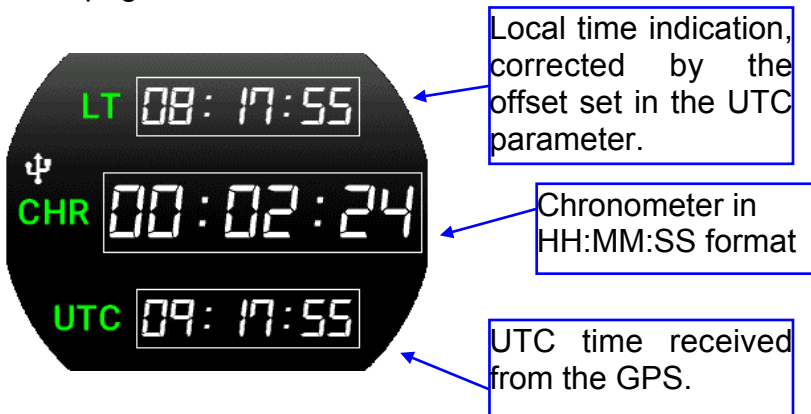 Local time indication,
corrected by the
offset set in the UTC
parameter.
LT 08:17:55
CHR 00:02:24
Chronometer in
HH:MM:SS format
UTC 09:17:55
UTC time received
from the GPS.